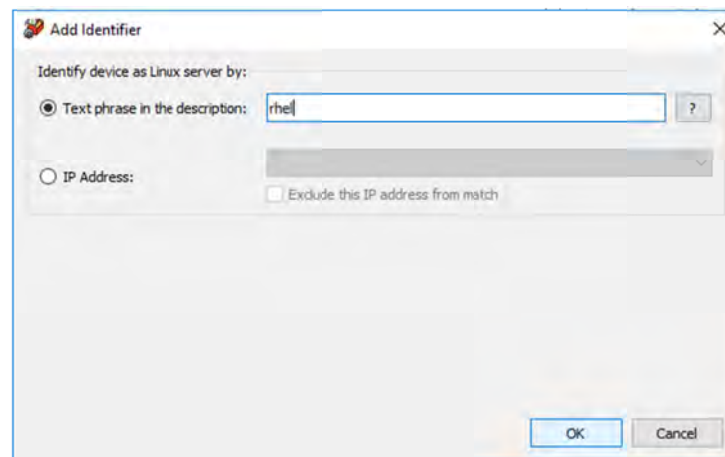 Add Identifier
Identify device as Linux server by:
Text phrase in the description: rhel ?
IP Address:
Exclude this IP address from match
OK Cancel